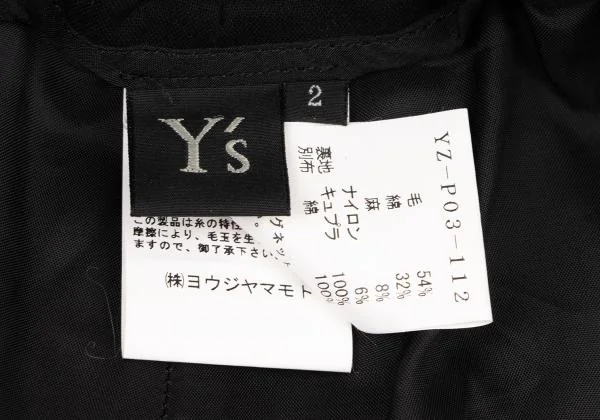 Y's
2
YZ-P03-112
毛 54%
綿 32%
麻 8%
ナイロン 6%
裏地 キュプラ 100%
別布 綿 100%
この製品は糸の特性
摩擦により、毛玉を生
ますので、御了承下さい。
㈱ヨウジヤマモト